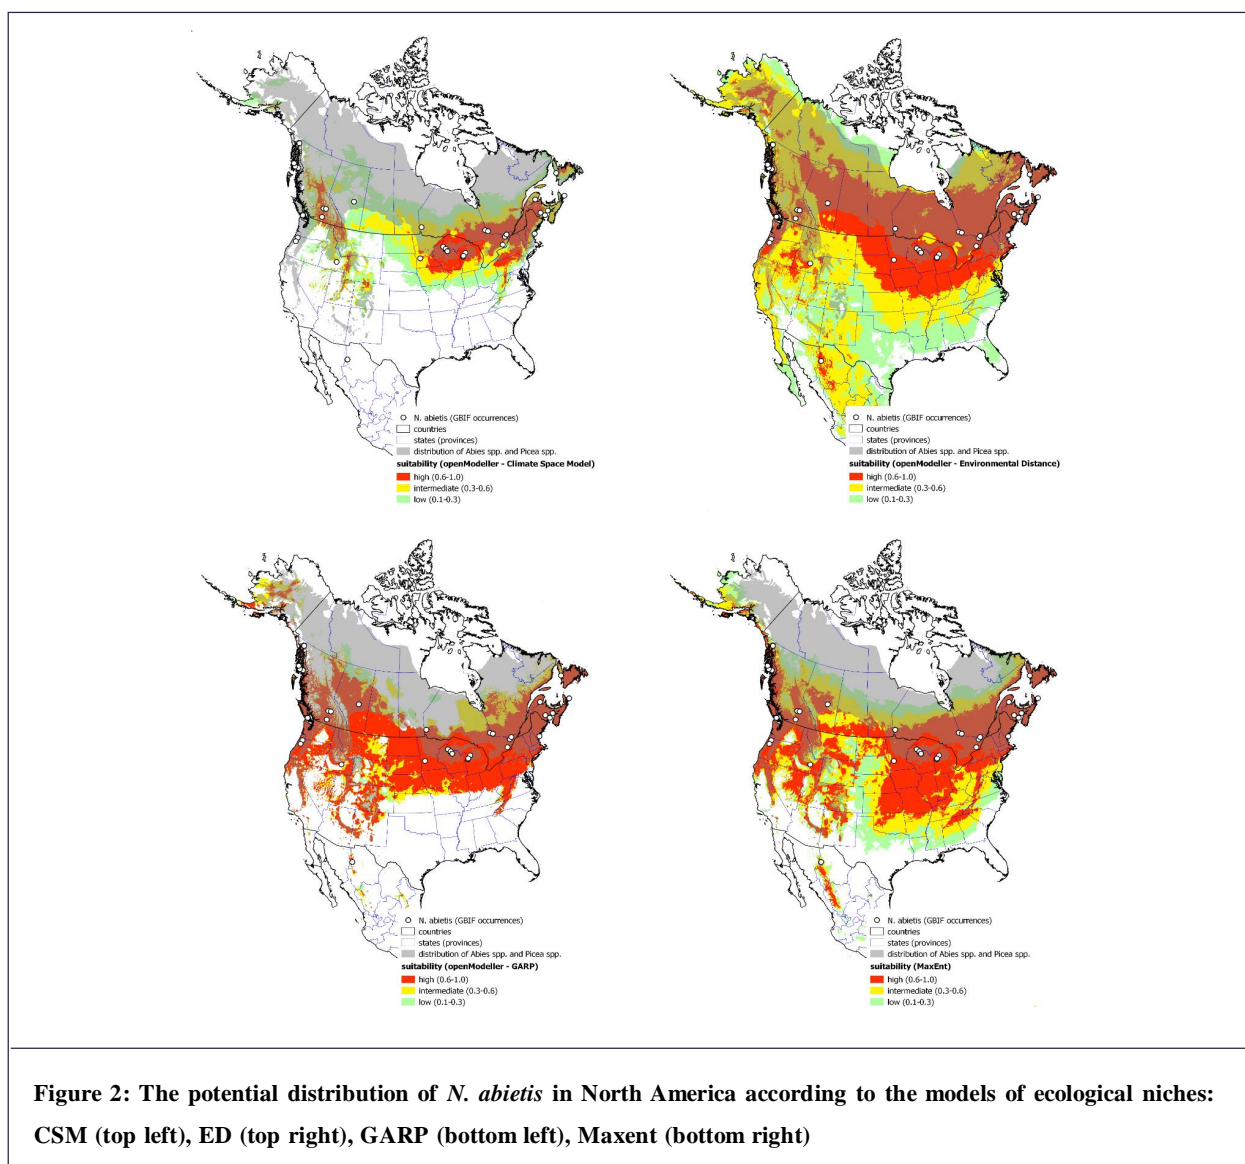 N. abietis (GBIF occurrences)
countries
states (provinces)
distribution of Abies spp. and Picea spp.
suitability (openModeller - Climate Space Model)
high (0.6-1.0)
intermediate (0.3-0.6)
low (0.1-0.3)
N. abietis (GBIF occurrences)
countries
states (provinces)
distribution of Abies spp. and Picea spp.
suitability (openModeller - Environmental Distance)
high (0.6-1.0)
intermediate (0.3-0.6)
low (0.1-0.3)
N. abietis (GBIF occurrences)
countries
states (provinces)
distribution of Abies spp. and Picea spp.
suitability (openModeller - GARP)
high (0.6-1.0)
intermediate (0.3-0.6)
low (0.1-0.3)
N. abietis (GBIF occurrences)
countries
states (provinces)
distribution of Abies spp. and Picea spp.
suitability (MaxEnt)
high (0.6-1.0)
intermediate (0.3-0.6)
low (0.1-0.3)
Figure 2: The potential distribution of N. abietis in North America according to the models of ecological niches:
CSM (top left), ED (top right), GARP (bottom left), Maxent (bottom right)